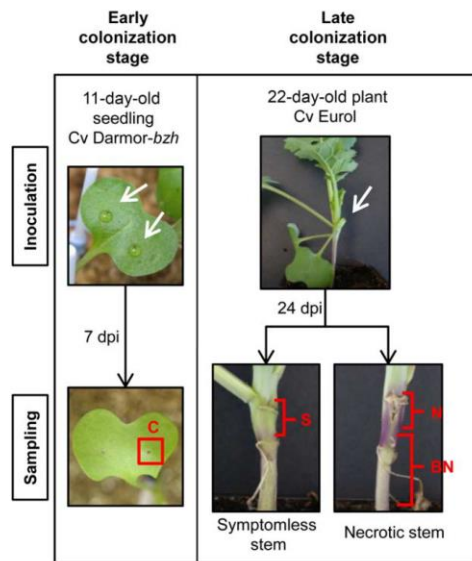 Early
colonization
stage
Late
colonization
stage
Inoculation
11-day-old
seedling
Cv Darmor-bzh
22-day-old plant
Cv Eurol
7 dpi
24 dpi
Sampling
C
S
N
BN
Symptomless
stem
Necrotic stem